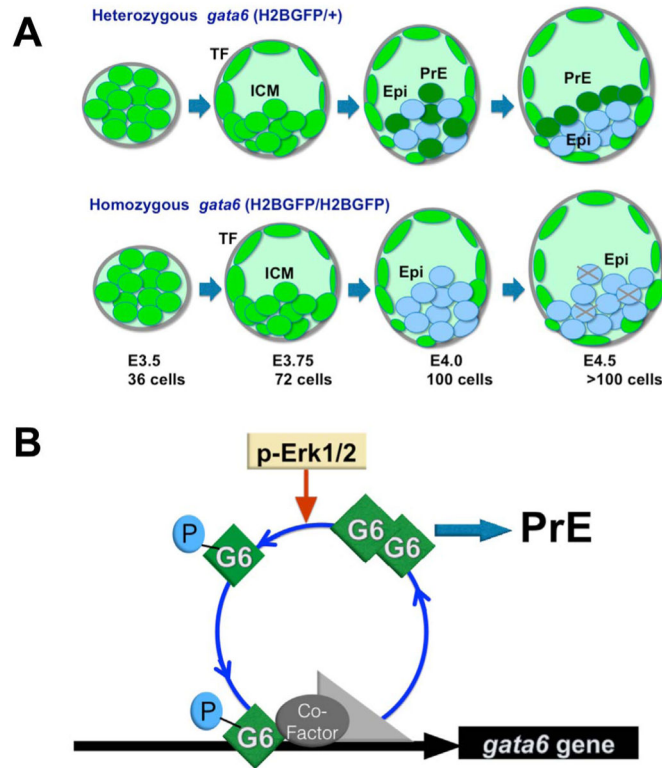 A
Heterozygous gata6 (H2BGFP/+)
TF
ICM
Epi
PrE
PrE
Epi
Homozygous gata6 (H2BGFP/H2BGFP)
TF
ICM
Epi
Epi
E3.5
36 cells
E3.75
72 cells
E4.0
100 cells
E4.5
>100 cells
B
p-Erk1/2
P
G6
G6
G6
PrE
P
G6
Co-
Factor
gata6 gene